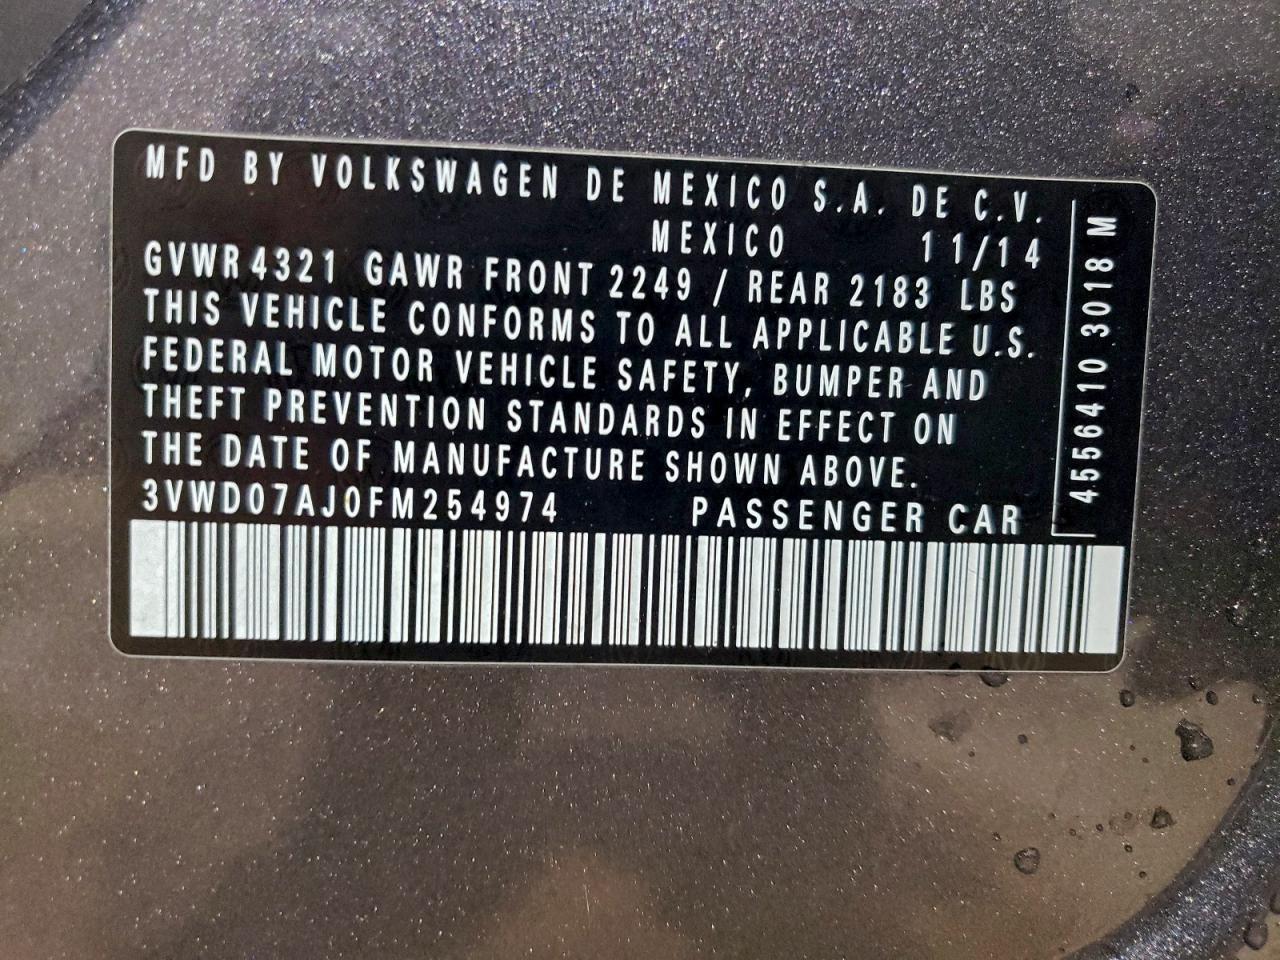 MFD BY VOLKSWAGEN DE MEXICO S.A. DE C.V.
MEXICO 11/14
GVWR 4321 GAWR FRONT 2249 / REAR 2183 LBS
THIS VEHICLE CONFORMS TO ALL APPLICABLE U.S.
FEDERAL MOTOR VEHICLE SAFETY, BUMPER AND
THEFT PREVENTION STANDARDS IN EFFECT ON
THE DATE OF MANUFACTURE SHOWN ABOVE.
3VWD07AJ0FM254974 PASSENGER CAR
4556410 3018 M